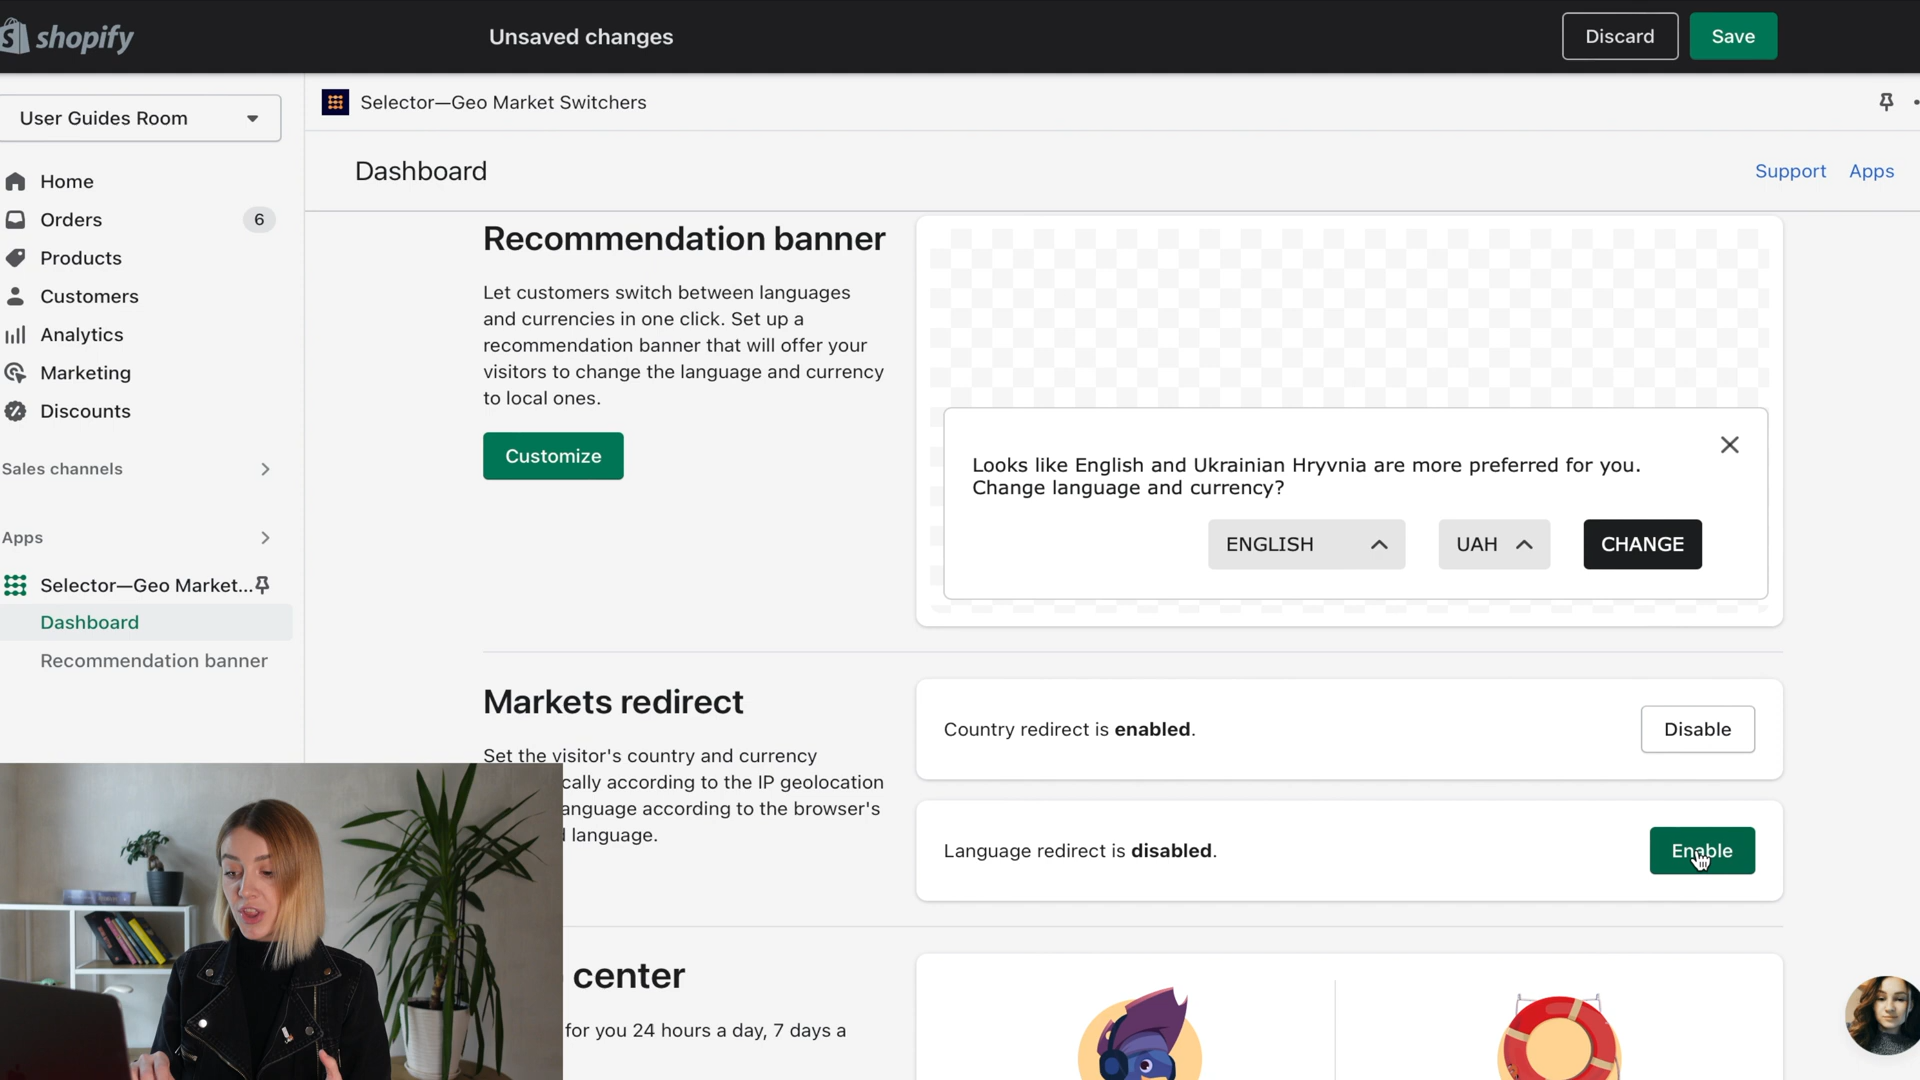 shopify
Unsaved changes
Discard
Save
User Guides Room
Selector—Geo Market Switchers
Dashboard
Support
Apps
Home
Orders
6
Products
Customers
Analytics
Marketing
Discounts
Sales channels
Apps
Selector—Geo Market...
Dashboard
Recommendation banner
Recommendation banner
Let customers switch between languages
and currencies in one click. Set up a
recommendation banner that will offer your
visitors to change the language and currency
to local ones.
Customize
Looks like English and Ukrainian Hryvnia are more preferred for you.
Change language and currency?
ENGLISH
UAH
CHANGE
Markets redirect
Set the visitor's country and currency
cally according to the IP geolocation
anguage according to the browser's
language.
Country redirect is enabled.
Disable
Language redirect is disabled.
Enable
center
for you 24 hours a day, 7 days a